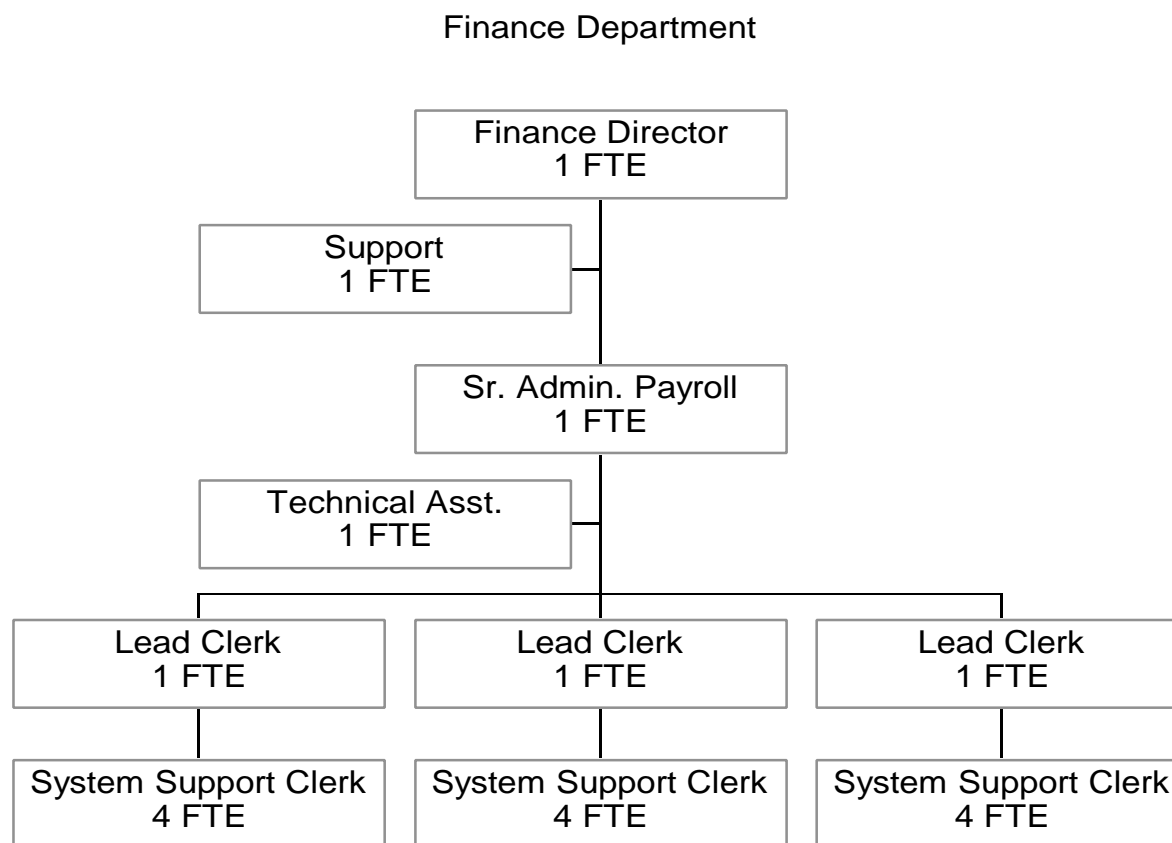 Finance Department
Finance Director
1 FTE
Support
1 FTE
Sr. Admin. Payroll
1 FTE
Technical Asst.
1 FTE
Lead Clerk
1 FTE
Lead Clerk
1 FTE
Lead Clerk
1 FTE
System Support Clerk
4 FTE
System Support Clerk
4 FTE
System Support Clerk
4 FTE